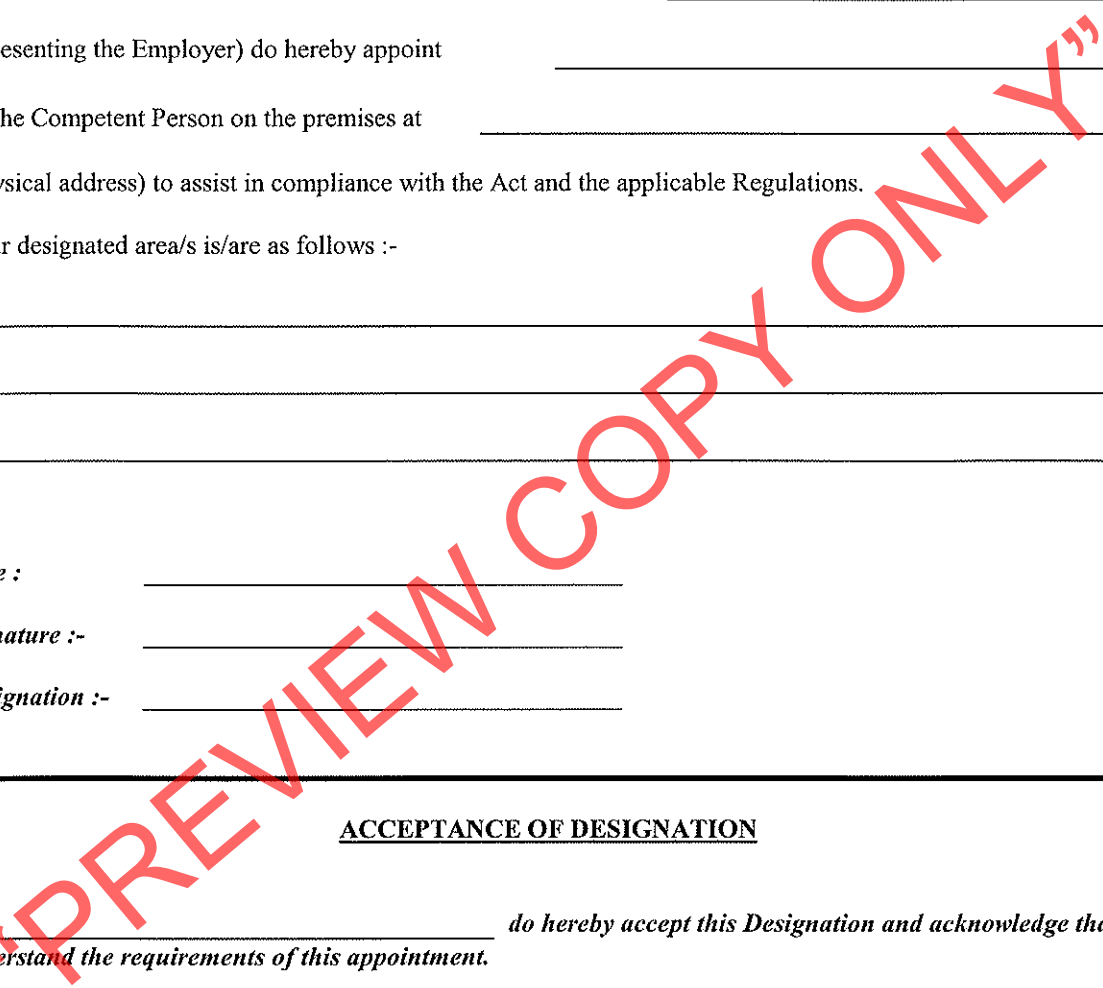 esenting the Employer) do hereby appoint
he Competent Person on the premises at
ysical address) to assist in compliance with the Act and the applicable Regulations.
r designated area/s is/are as follows :-
e :
nature :-
ignation :-
ACCEPTANCE OF DESIGNATION
do hereby accept this Designation and acknowledge tha
erstand the requirements of this appointment.
“PREVIEW COPY ONLY”